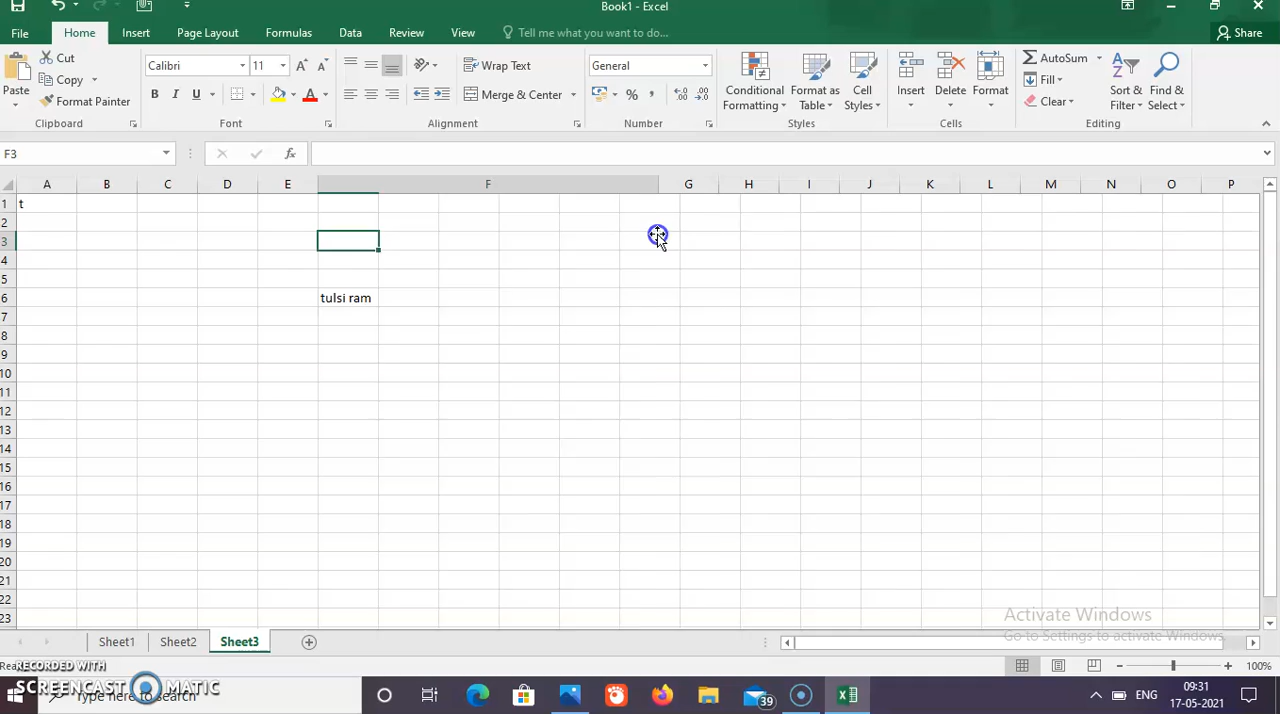 Book1 - Excel
File Home Insert Page Layout Formulas Data Review View Tell me what you want to do... Share
Paste Cut Copy Format Painter
Clipboard
Calibri 11 A A
B I U A
Font
Wrap Text
Merge & Center
Alignment
General
%
Number
Conditional Formatting Format as Table Cell Styles
Styles
Insert Delete Format
Cells
AutoSum Fill Clear
Sort & Filter Find & Select
Editing
F3 fx
A B C D E F G H I J K L M N O P
1 t
2
3
4
5
6 tulsi ram
7
8
9
10
11
12
13
14
15
16
17
18
19
20
21
22
23
Activate Windows
Go to Settings to activate Windows.
Sheet1 Sheet2 Sheet3
100%
RECORDED WITH
SCREENCAST MATIC
Type here to search
39
ENG
09:31
17-05-2021